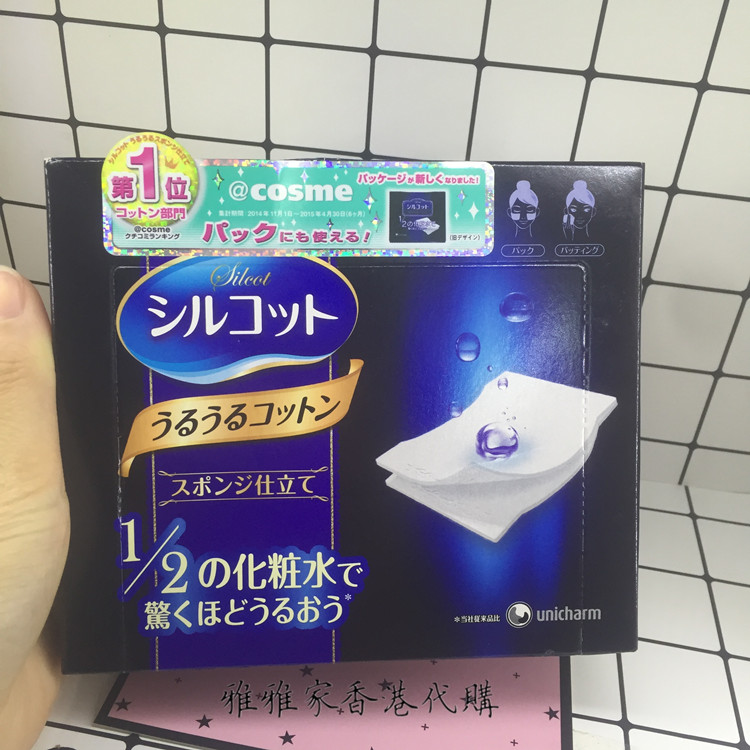 シルコット うるうるスポンジ仕立て
第1位
コットン部門
@cosme
クチコミランキング
@cosme
集計期間 2014年11月1日~2015年4月30日(6ヶ月)
パックにも使える!
パッケージが新しくなりました!
シルコット
(旧デザイン)
パック
パッティング
Silcot
シルコット
うるうるコットン
スポンジ仕立て
1/2の化粧水で
驚くほどうるおう*
*当社従来品比
unicharm
雅雅家香港代購